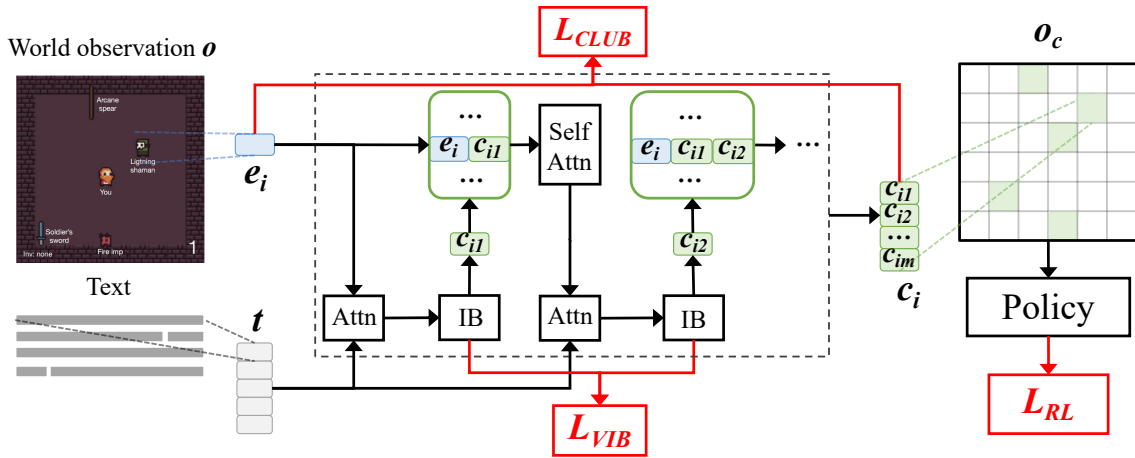 L_CLUB
World observation o
o_c
Arcane
spear
Ligtning
shaman
You
Soldier's
sword
Fire imp
Inv: none
1
e_i
...
e_i c_i1
...
Self
Attn
...
e_i c_i1 c_i2
...
...
c_i1
c_i2
c_i1
c_i2
...
c_im
c_i
Text
t
Attn
IB
Attn
IB
Policy
L_VIB
L_RL